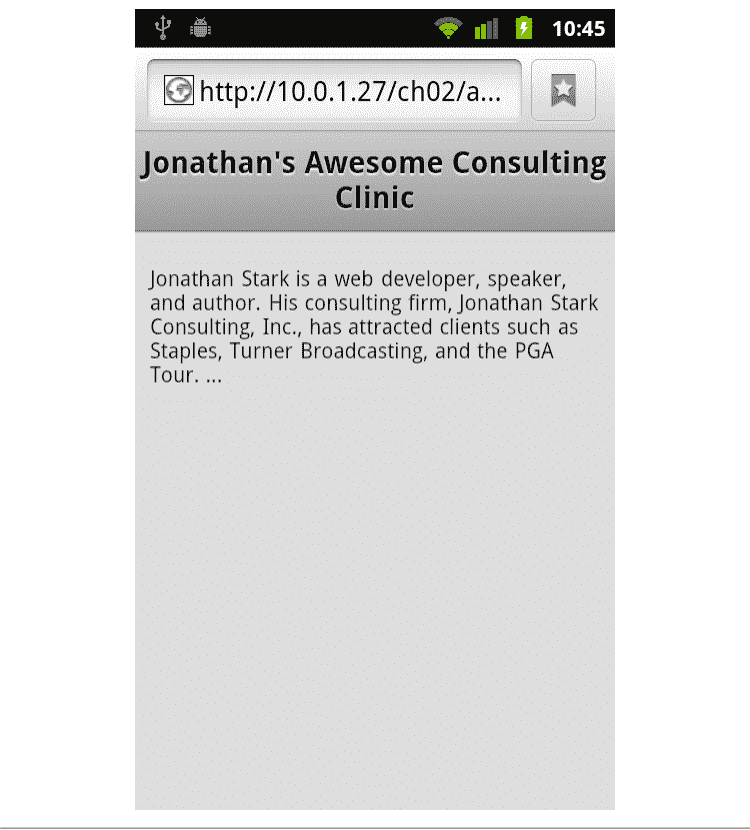 10:45
http://10.0.1.27/ch02/a...
Jonathan's Awesome Consulting
Clinic
Jonathan Stark is a web developer, speaker,
and author. His consulting firm, Jonathan Stark
Consulting, Inc., has attracted clients such as
Staples, Turner Broadcasting, and the PGA
Tour. ...